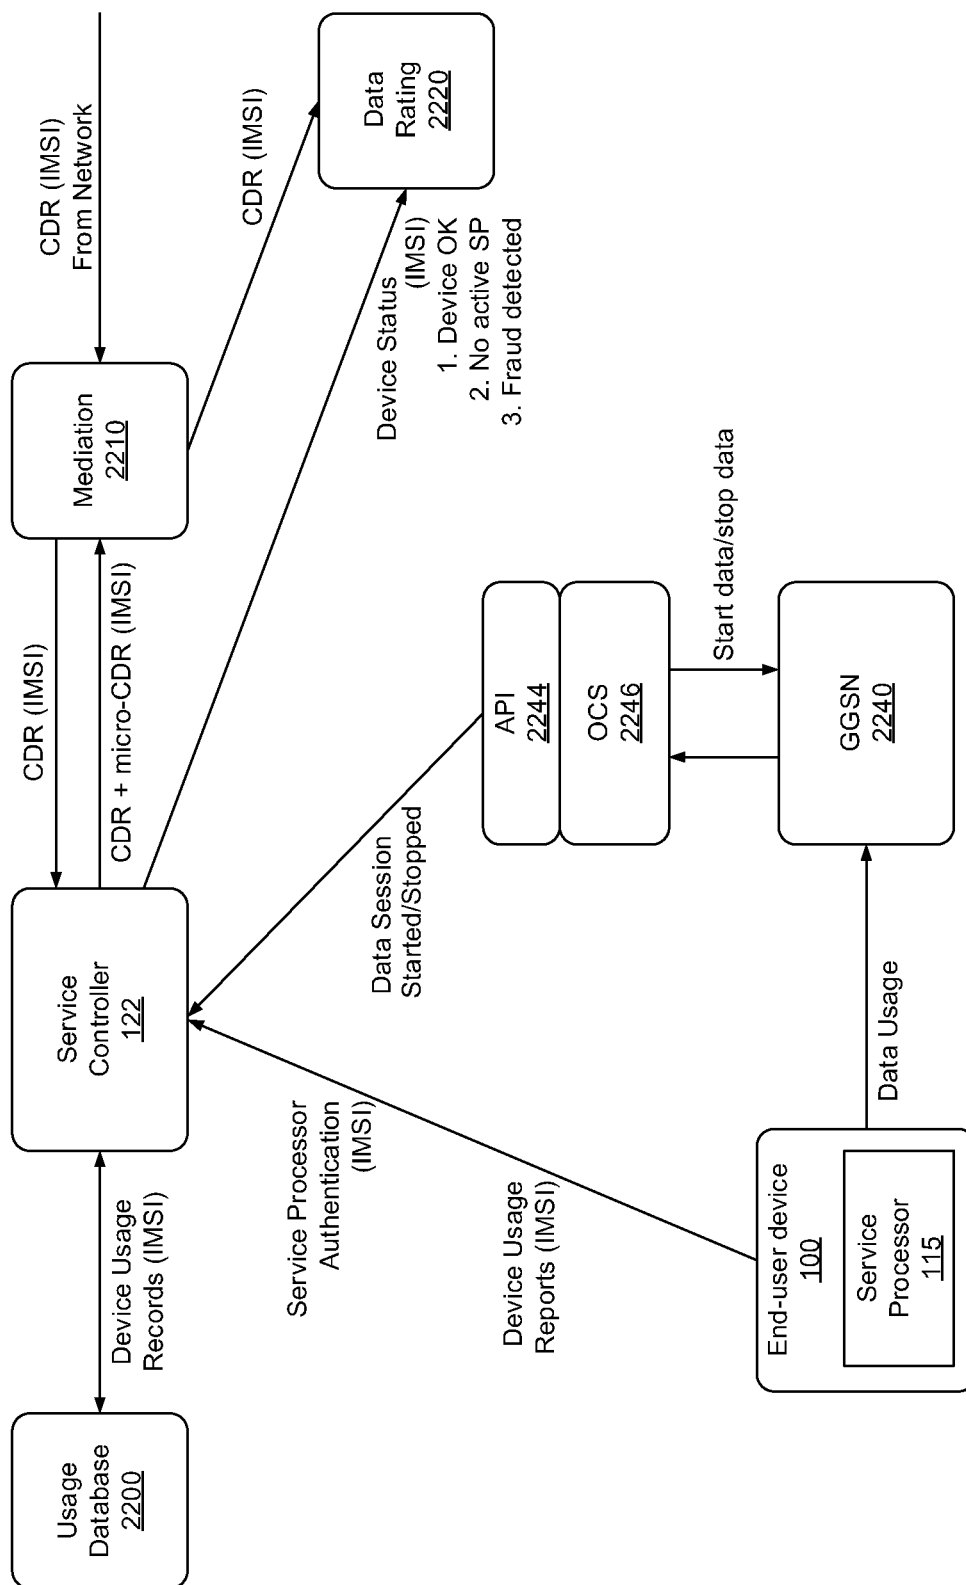 Usage
Database
2200
Device Usage
Records (IMSI)
Service
Controller
122
CDR (IMSI)
CDR + micro-CDR (IMSI)
Mediation
2210
CDR (IMSI)
From Network
CDR (IMSI)
Data
Rating
2220
Device Status
(IMSI)
1. Device OK
2. No active SP
3. Fraud detected
Service Processor
Authentication
(IMSI)
Device Usage
Reports (IMSI)
Data Session
Started/Stopped
API
2244
OCS
2246
Start data/stop data
GGSN
2240
Data Usage
End-user device
100
Service
Processor
115